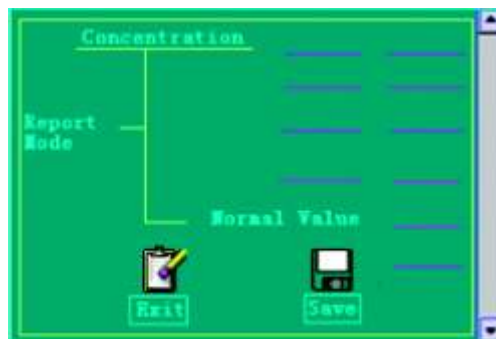 Concentration
Report
Mode
Normal Value
Exit
Save